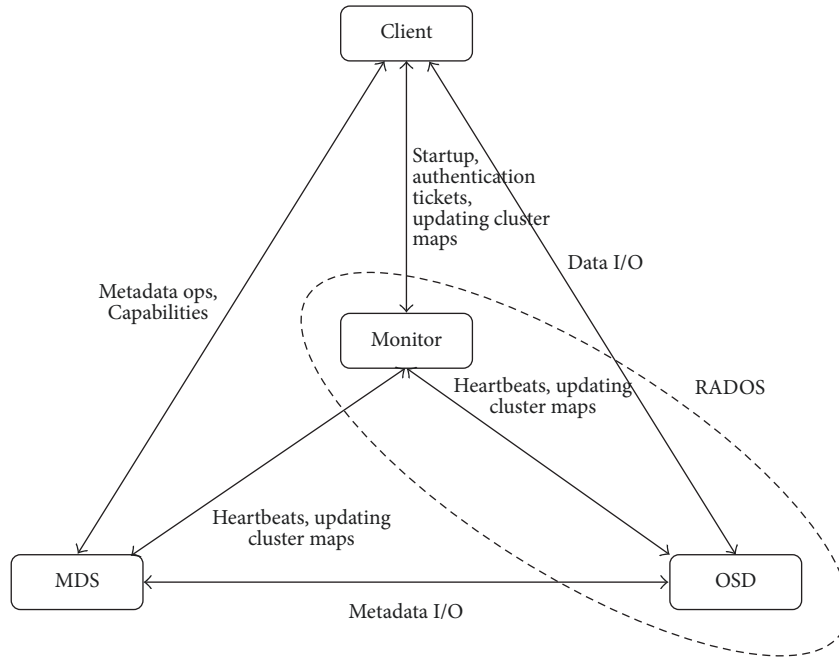 Client
Startup,
authentication
tickets,
updating cluster
maps
Data I/O
Metadata ops,
Capabilities
Monitor
Heartbeats, updating
cluster maps
RADOS
Heartbeats, updating
cluster maps
MDS
OSD
Metadata I/O